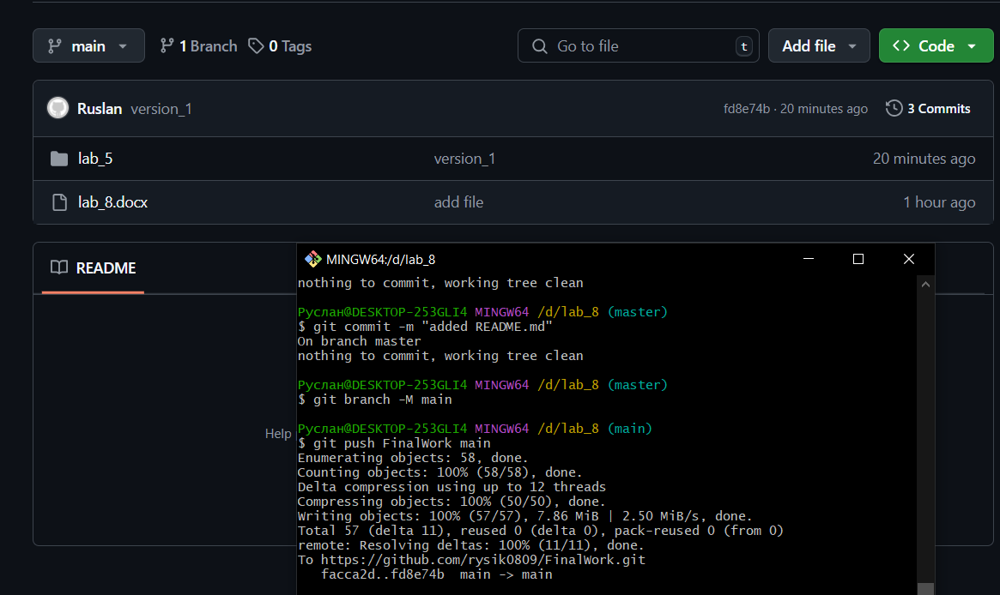 main 1 Branch 0 Tags Go to file t Add file Code
Ruslan version_1 fd8e74b · 20 minutes ago 3 Commits
lab_5 version_1 20 minutes ago
lab_8.docx add file 1 hour ago
README
Help
MINGW64:/d/lab_8
nothing to commit, working tree clean
Руслан@DESKTOP-253GLI4 MINGW64 /d/lab_8 (master)
$ git commit -m "added README.md"
On branch master
nothing to commit, working tree clean
Руслан@DESKTOP-253GLI4 MINGW64 /d/lab_8 (master)
$ git branch -M main
Руслан@DESKTOP-253GLI4 MINGW64 /d/lab_8 (main)
$ git push FinalWork main
Enumerating objects: 58, done.
Counting objects: 100% (58/58), done.
Delta compression using up to 12 threads
Compressing objects: 100% (50/50), done.
Writing objects: 100% (57/57), 7.86 MiB | 2.50 MiB/s, done.
Total 57 (delta 11), reused 0 (delta 0), pack-reused 0 (from 0)
remote: Resolving deltas: 100% (11/11), done.
To https://github.com/rysik0809/FinalWork.git
facca2d..fd8e74b main -> main